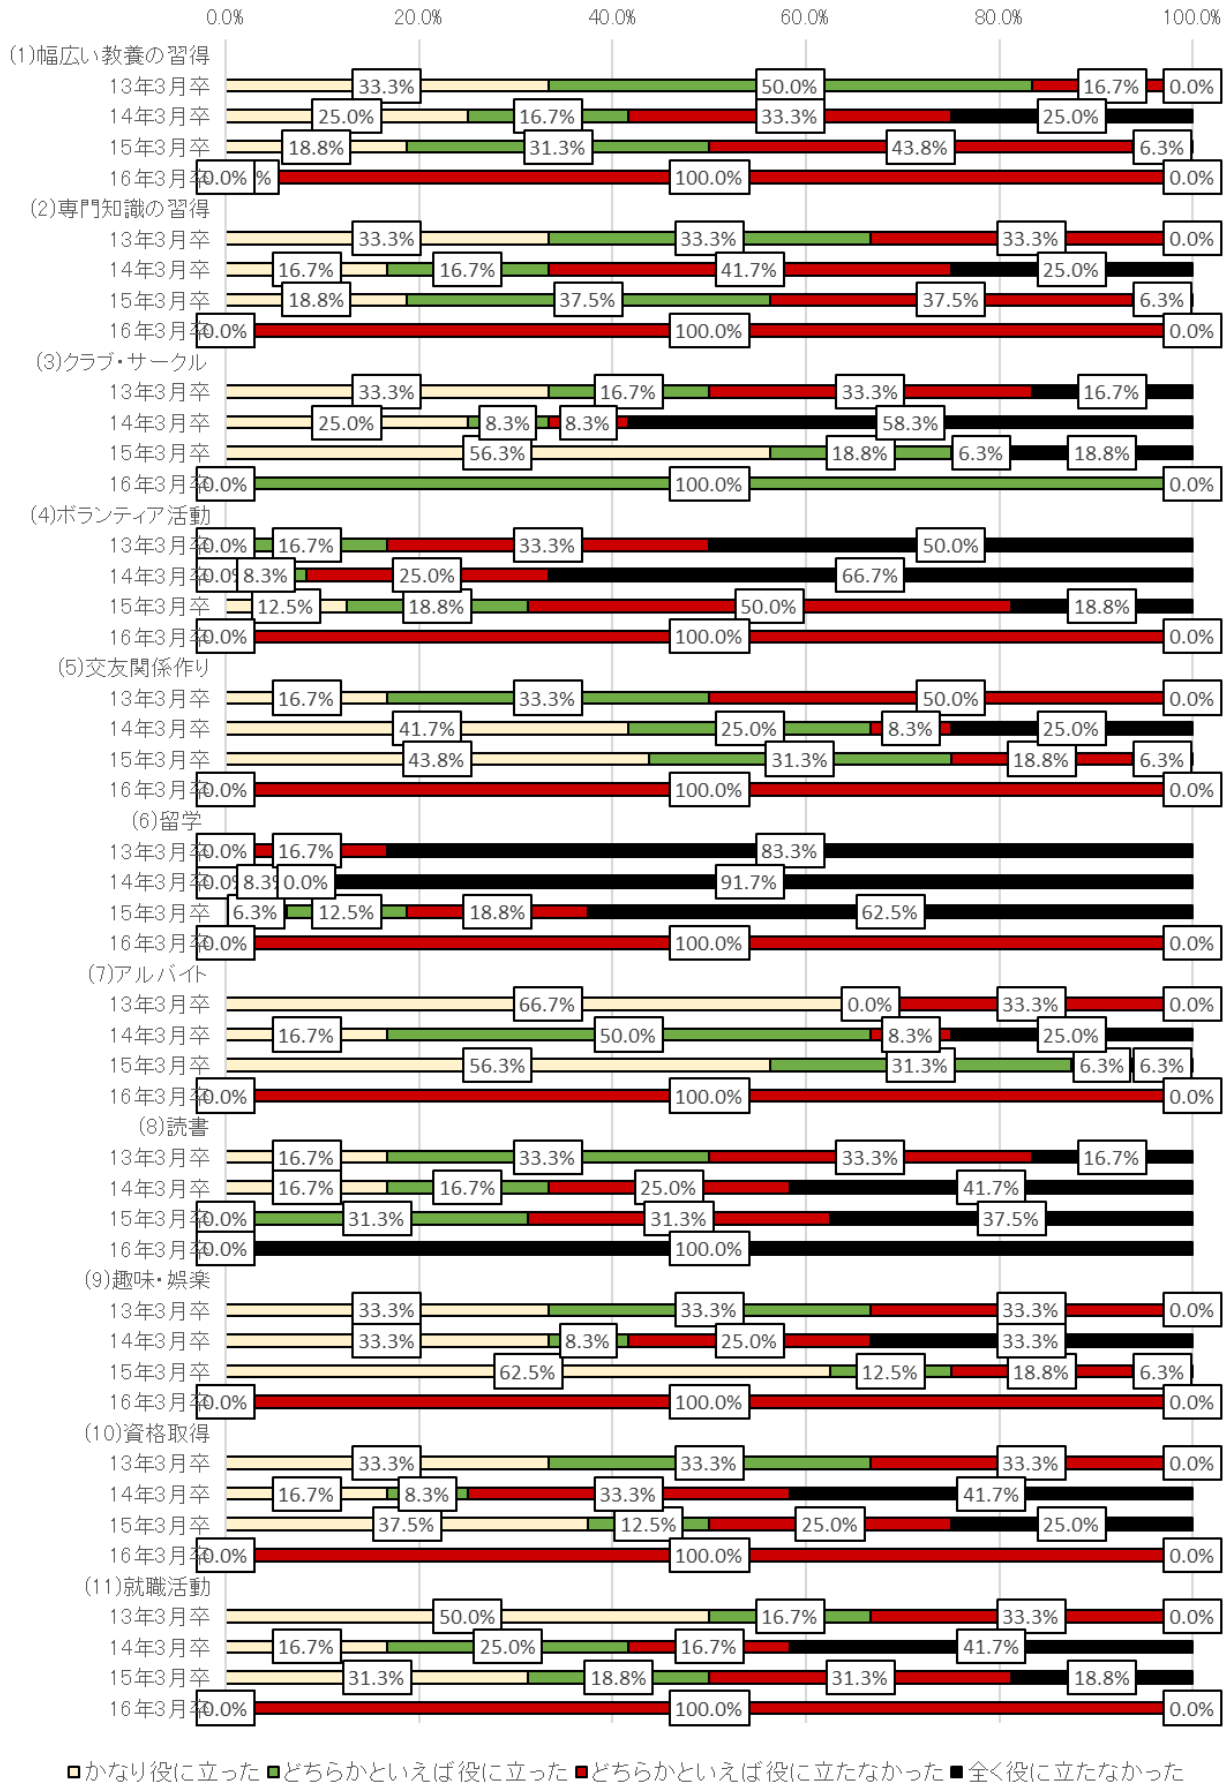 0.0% 20.0% 40.0% 60.0% 80.0% 100.0%
(1)幅広い教養の習得
13年3月卒 33.3% 50.0% 16.7% 0.0%
14年3月卒 25.0% 16.7% 33.3% 25.0%
15年3月卒 18.8% 31.3% 43.8% 6.3%
16年3月卒 0.0% % 100.0% 0.0%
(2)専門知識の習得
13年3月卒 33.3% 33.3% 33.3% 0.0%
14年3月卒 16.7% 16.7% 41.7% 25.0%
15年3月卒 18.8% 37.5% 37.5% 6.3%
16年3月卒 0.0% 100.0% 0.0%
(3)クラブ・サークル
13年3月卒 33.3% 16.7% 33.3% 16.7%
14年3月卒 25.0% 8.3% 8.3% 58.3%
15年3月卒 56.3% 18.8% 6.3% 18.8%
16年3月卒 0.0% 100.0% 0.0%
(4)ボランティア活動
13年3月卒 0.0% 16.7% 33.3% 50.0%
14年3月卒 0.0% 8.3% 25.0% 66.7%
15年3月卒 12.5% 18.8% 50.0% 18.8%
16年3月卒 0.0% 100.0% 0.0%
(5)交友関係作り
13年3月卒 16.7% 33.3% 50.0% 0.0%
14年3月卒 41.7% 25.0% 8.3% 25.0%
15年3月卒 43.8% 31.3% 18.8% 6.3%
16年3月卒 0.0% 100.0% 0.0%
(6)留学
13年3月卒 0.0% 16.7% 83.3%
14年3月卒 0.0% 8.3% 0.0% 91.7%
15年3月卒 6.3% 12.5% 18.8% 62.5%
16年3月卒 0.0% 100.0% 0.0%
(7)アルバイト
13年3月卒 66.7% 0.0% 33.3% 0.0%
14年3月卒 16.7% 50.0% 8.3% 25.0%
15年3月卒 56.3% 31.3% 6.3% 6.3%
16年3月卒 0.0% 100.0% 0.0%
(8)読書
13年3月卒 16.7% 33.3% 33.3% 16.7%
14年3月卒 16.7% 16.7% 25.0% 41.7%
15年3月卒 0.0% 31.3% 31.3% 37.5%
16年3月卒 0.0% 100.0%
(9)趣味・娯楽
13年3月卒 33.3% 33.3% 33.3% 0.0%
14年3月卒 33.3% 8.3% 25.0% 33.3%
15年3月卒 62.5% 12.5% 18.8% 6.3%
16年3月卒 0.0% 100.0% 0.0%
(10)資格取得
13年3月卒 33.3% 33.3% 33.3% 0.0%
14年3月卒 16.7% 8.3% 33.3% 41.7%
15年3月卒 37.5% 12.5% 25.0% 25.0%
16年3月卒 0.0% 100.0% 0.0%
(11)就職活動
13年3月卒 50.0% 16.7% 33.3% 0.0%
14年3月卒 16.7% 25.0% 16.7% 41.7%
15年3月卒 31.3% 18.8% 31.3% 18.8%
16年3月卒 0.0% 100.0% 0.0%
かなり役に立った どちらかといえば役に立った どちらかといえば役に立たなかった 全く役に立たなかった